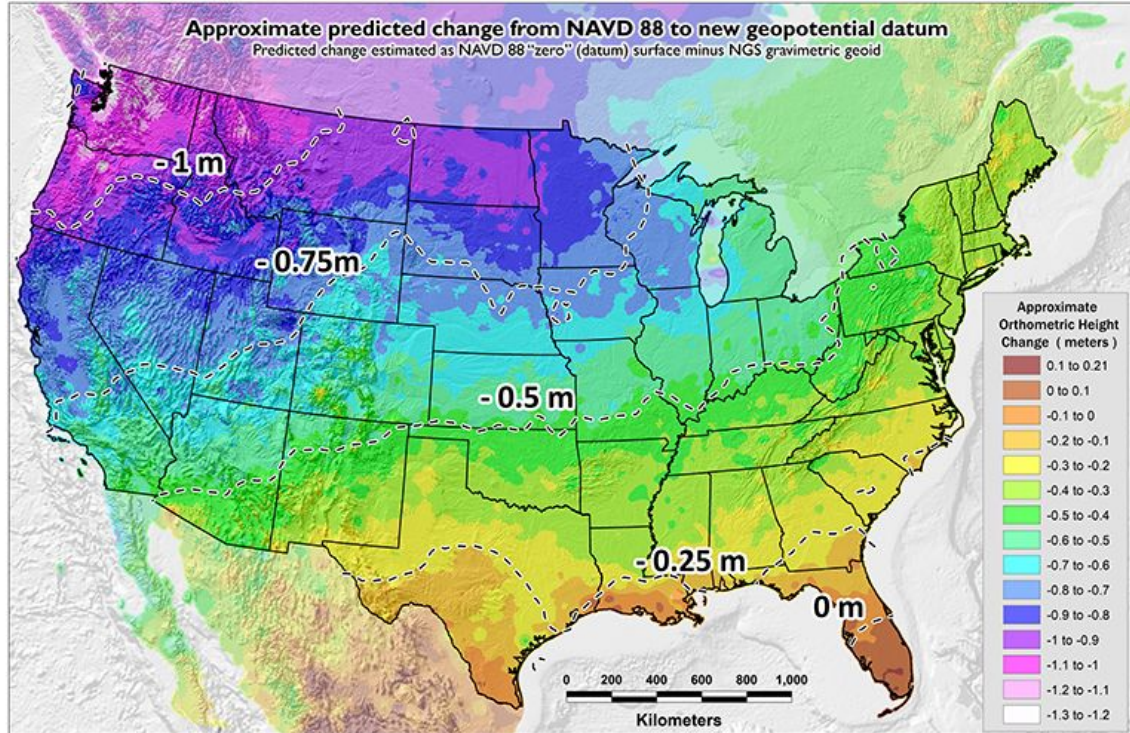 Approximate predicted change from NAVD 88 to new geopotential datum
Predicted change estimated as NAVD 88 "zero" (datum) surface minus NGS gravimetric geoid
- 1 m
- 0.75m
- 0.5 m
- 0.25 m
0 m
0 200 400 600 800 1,000
Kilometers
Approximate
Orthometric Height
Change ( meters )
0.1 to 0.21
0 to 0.1
-0.1 to 0
-0.2 to -0.1
-0.3 to -0.2
-0.4 to -0.3
-0.5 to -0.4
-0.6 to -0.5
-0.7 to -0.6
-0.8 to -0.7
-0.9 to -0.8
-1 to -0.9
-1.1 to -1
-1.2 to -1.1
-1.3 to -1.2